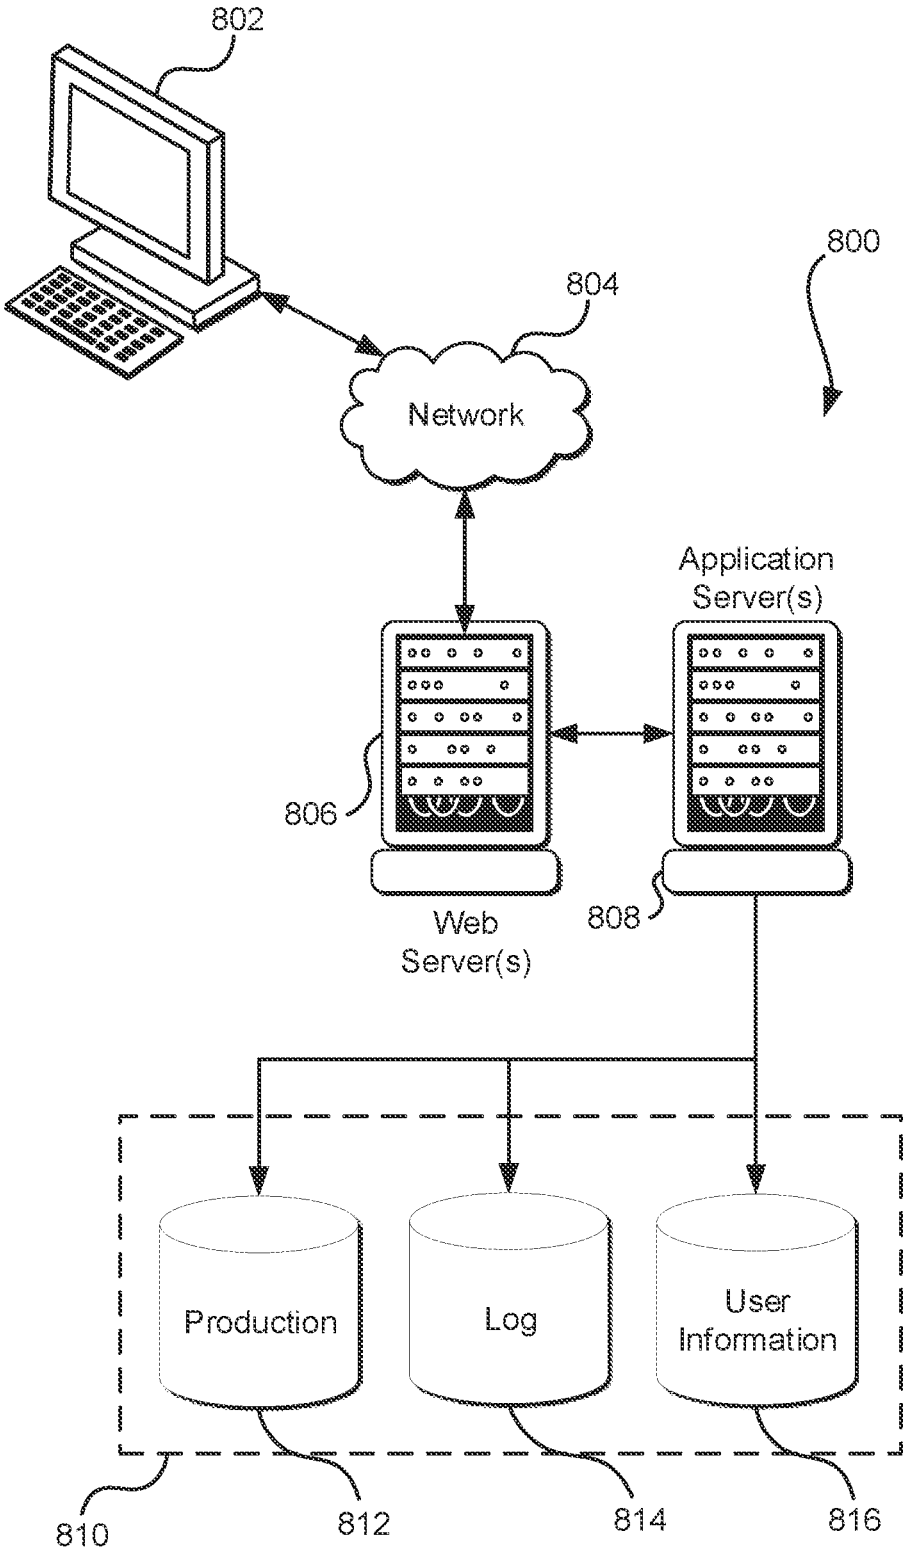 802
800
804
Network
Application
Server(s)
806
808
Web
Server(s)
Production
Log
User
Information
810
812
814
816